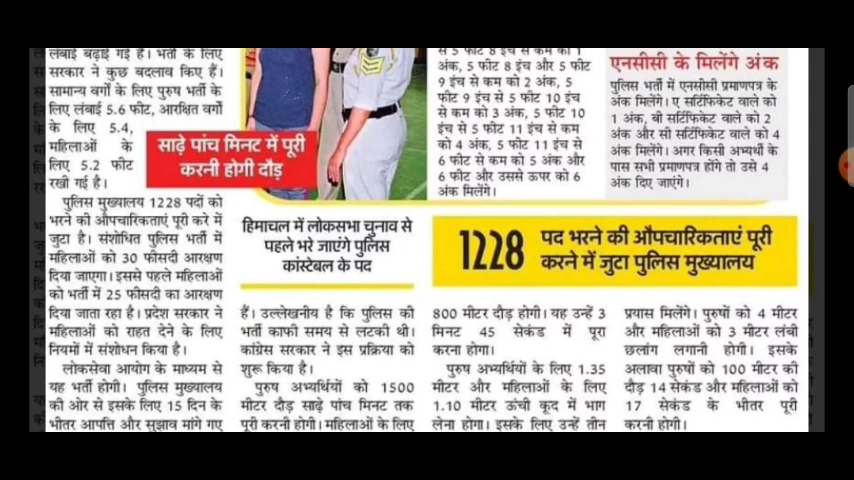 लंबाई बढ़ाई गई है। भर्ती के लिए
सरकार ने कुछ बदलाव किए हैं।
सामान्य वर्गों के लिए पुरुष भर्ती के
लिए लंबाई 5.6 फीट, आरक्षित वर्गों
के लिए 5.4,
महिलाओं के
लिए 5.2 फीट
रखी गई है।
पुलिस मुख्यालय 1228 पदों को
भरने की औपचारिकताएं पूरी करे में
जुटा है। संशोधित पुलिस भर्ती में
महिलाओं को 30 फीसदी आरक्षण
दिया जाएगा। इससे पहले महिलाओं
को भर्ती में 25 फीसदी का आरक्षण
दिया जाता रहा है। प्रदेश सरकार ने
महिलाओं को राहत देने के लिए
नियमों में संशोधन किया है।
लोकसेवा आयोग के माध्यम से
यह भर्ती होगी। पुलिस मुख्यालय
की ओर से इसके लिए 15 दिन के
भीतर आपत्ति और सुझाव मांगे गए
साढ़े पांच मिनट में पूरी
करनी होगी दौड़
हिमाचल में लोकसभा चुनाव से
पहले भरे जाएंगे पुलिस
कांस्टेबल के पद
हैं। उल्लेखनीय है कि पुलिस की
भर्ती काफी समय से लटकी थी।
कांग्रेस सरकार ने इस प्रक्रिया को
शुरू किया है।
पुरुष अभ्यर्थियों को 1500
मीटर दौड़ साढ़े पांच मिनट तक
पूरी करनी होगी। महिलाओं के लिए
से 5 फीट 8 इंच से कम को 1
अंक, 5 फीट 8 इंच और 5 फीट
9 इंच से कम को 2 अंक, 5
फीट 9 इंच से 5 फीट 10 इंच
से कम को 3 अंक, 5 फीट 10
इंच से 5 फीट 11 इंच से कम
को 4 अंक, 5 फीट 11 इंच से
6 फीट से कम को 5 अंक और
6 फीट और उससे ऊपर को 6
अंक मिलेंगे।
एनसीसी के मिलेंगे अंक
पुलिस भर्ती में एनसीसी प्रमाणपत्र के
अंक मिलेंगे। ए सर्टिफिकेट वाले को
1 अंक, बी सर्टिफिकेट वाले को 2
अंक और सी सर्टिफिकेट वाले को 4
अंक मिलेंगे। अगर किसी अभ्यर्थी के
पास सभी प्रमाणपत्र होंगे तो उसे 4
अंक दिए जाएंगे।
1228 पद भरने की औपचारिकताएं पूरी
करने में जुटा पुलिस मुख्यालय
800 मीटर दौड़ होगी। यह उन्हें 3
मिनट 45 सेकंड में पूरा
करना होगा।
पुरुष अभ्यर्थियों के लिए 1.35
मीटर और महिलाओं के लिए
1.10 मीटर ऊंची कूद में भाग
लेना होगा। इसके लिए उन्हें तीन
प्रयास मिलेंगे। पुरुषों को 4 मीटर
और महिलाओं को 3 मीटर लंबी
छलांग लगानी होगी। इसके
अलावा पुरुषों को 100 मीटर की
दौड़ 14 सेकंड और महिलाओं को
17 सेकंड के भीतर पूरी
करनी होगी।